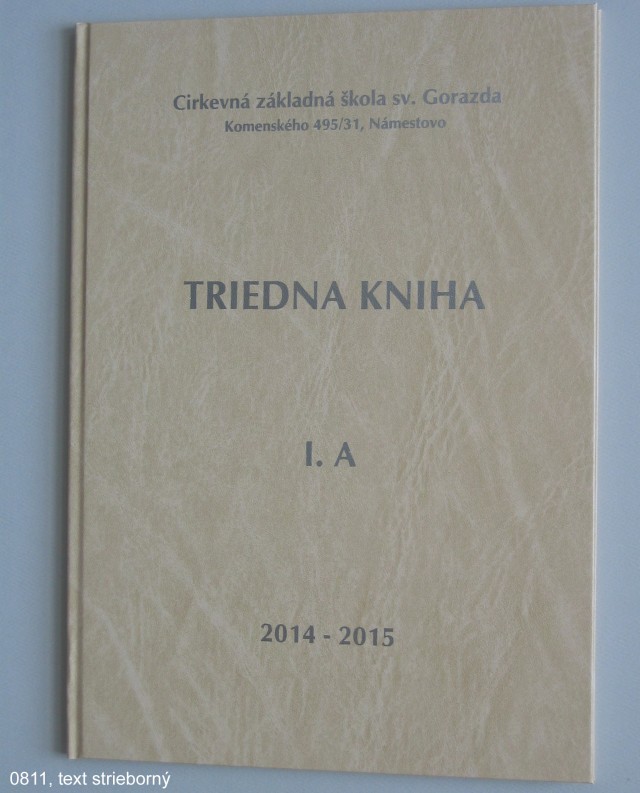 Cirkevná základná škola sv. Gorazda
Komenského 495/31, Námestovo
TRIEDNA KNIHA
I. A
2014 - 2015
0811, text strieborný